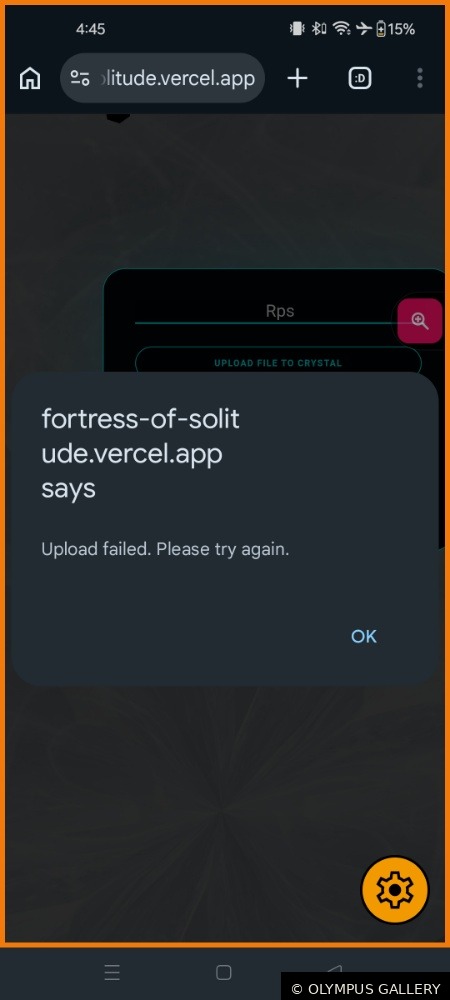 4:45
15%
litude.vercel.app
:D
Rps
UPLOAD FILE TO CRYSTAL
fortress-of-solit
ude.vercel.app
says
Upload failed. Please try again.
OK
© OLYMPUS GALLERY